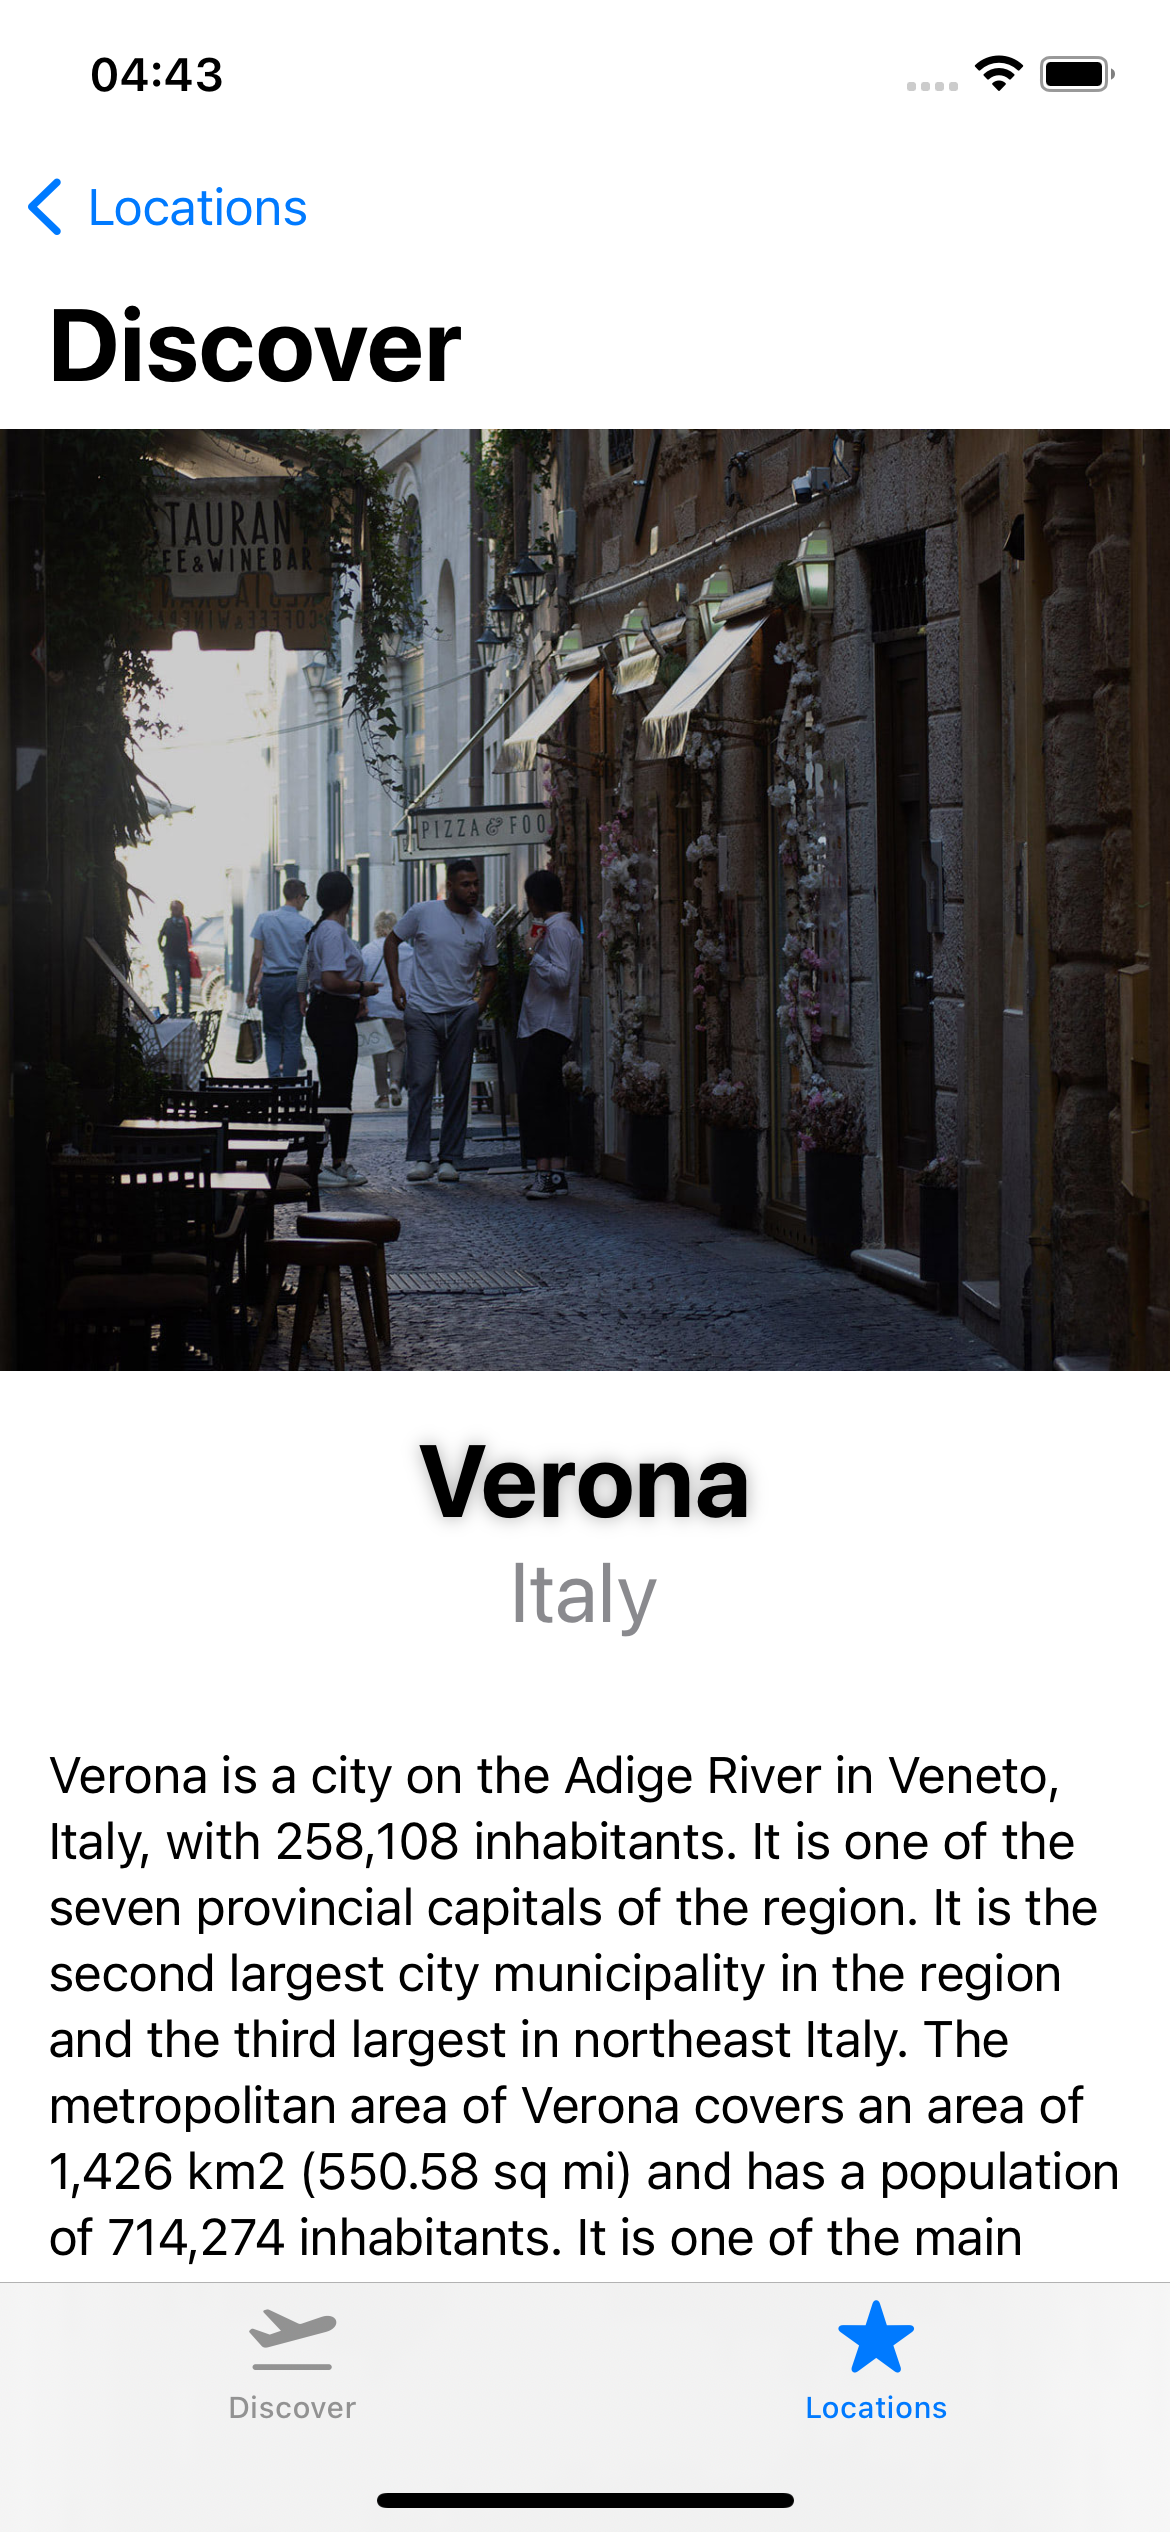 04:43
Locations
Discover
STAURAN
EE&WINEBAR
PIZZA & FOO
Verona
Italy
Verona is a city on the Adige River in Veneto,
Italy, with 258,108 inhabitants. It is one of the
seven provincial capitals of the region. It is the
second largest city municipality in the region
and the third largest in northeast Italy. The
metropolitan area of Verona covers an area of
1,426 km2 (550.58 sq mi) and has a population
of 714,274 inhabitants. It is one of the main
Discover
Locations